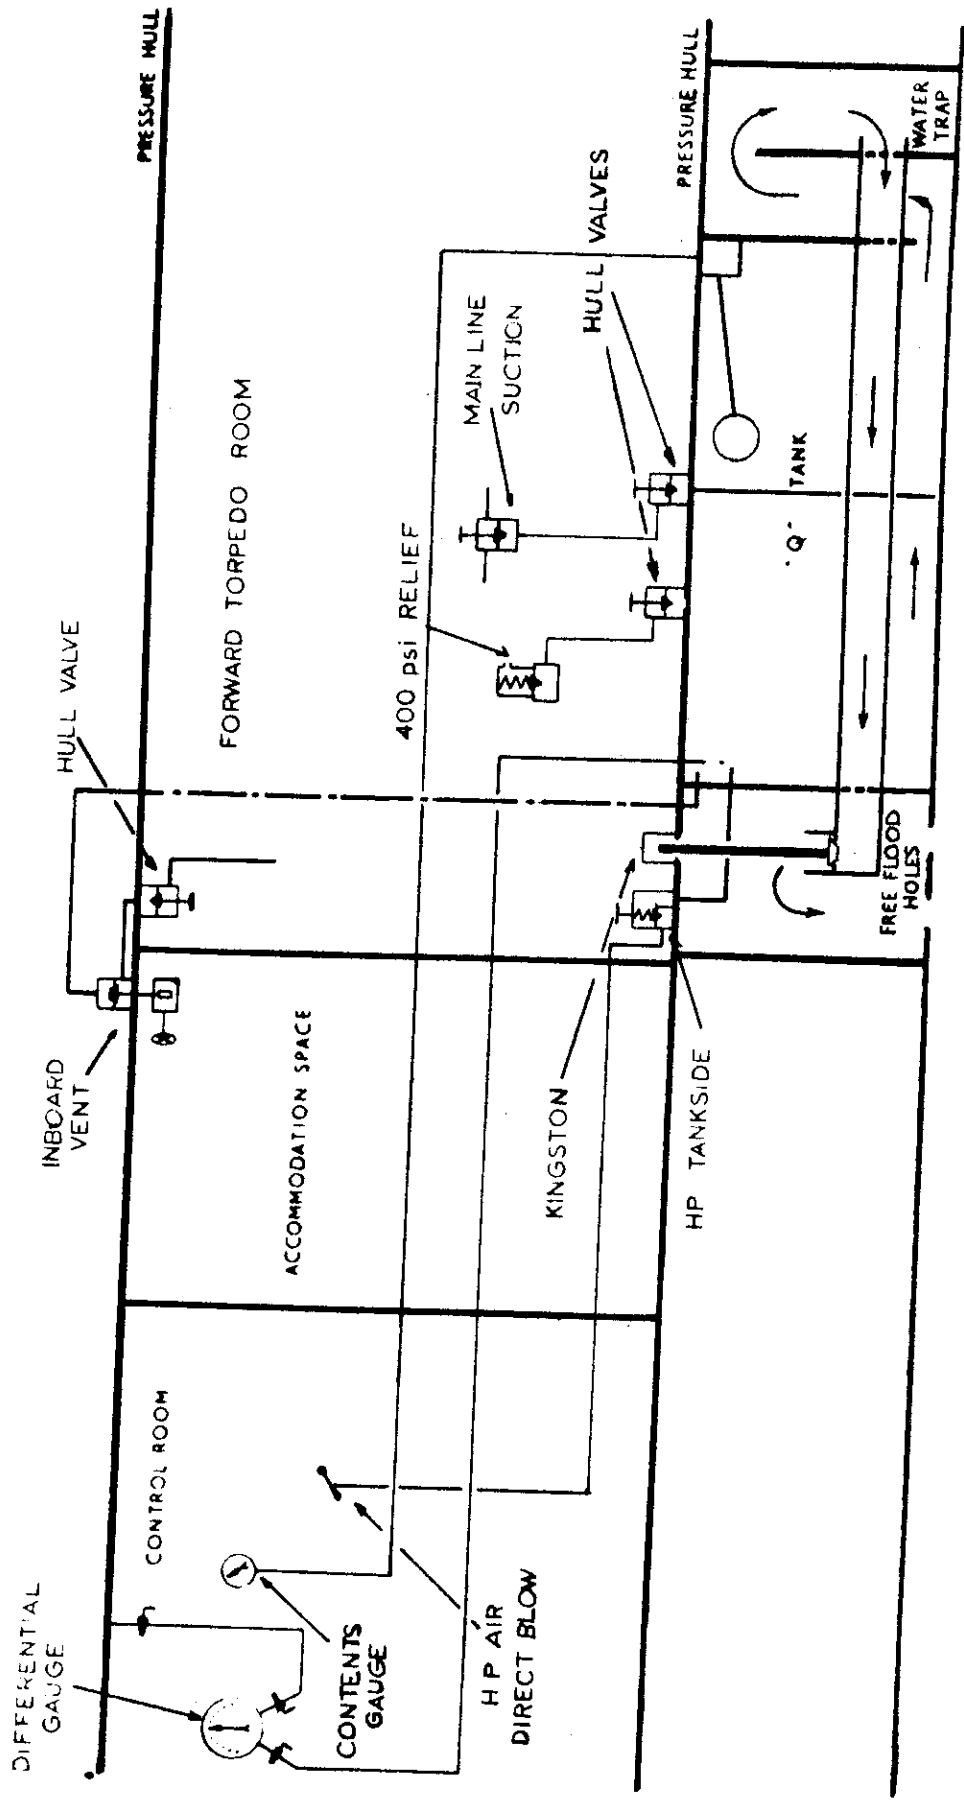 PRESSURE HULL
HULL VALVE
FORWARD TORPEDO ROOM
INBOARD
VENT
400 psi RELIEF
MAIN LINE
SUCTION
HULL VALVES
PRESSURE HULL
ACCOMMODATION SPACE
CONTROL ROOM
DIFFERENTIAL
GAUGE
CONTENTS
GAUGE
HP AIR
DIRECT BLOW
KINGSTON
HP TANKSIDE
"Q" TANK
FREE FLOOD
HOLES
WATER
TRAP